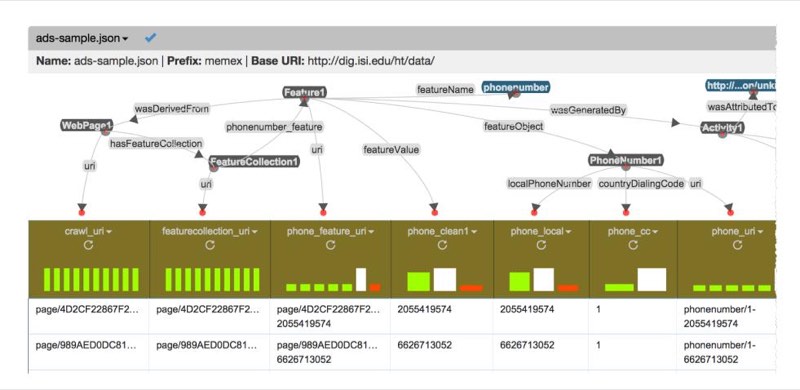 ads-sample.json
Name: ads-sample.json | Prefix: memex | Base URI: http://dig.isi.edu/ht/data/
Feature1
featureName
phonenumber
http://...on/unk
wasDerivedFrom
wasGeneratedBy
wasAttributedTo
WebPage1
phonenumber_feature
featureObject
Activity1
hasFeatureCollection
featureValue
uri
FeatureCollection1
PhoneNumber1
uri
uri
localPhoneNumber
countryDialingCode
uri
crawl_uri
featurecollection_uri
phone_feature_uri
phone_clean1
phone_local
phone_cc
phone_uri
page/4D2CF22867F2...
page/4D2CF22867F2...
page/4D2CF22867F2...
2055419574
2055419574
2055419574
1
phonenumber/1-
2055419574
page/989AED0DC81...
page/989AED0DC81...
page/989AED0DC81...
6626713052
6626713052
6626713052
1
phonenumber/1-
6626713052